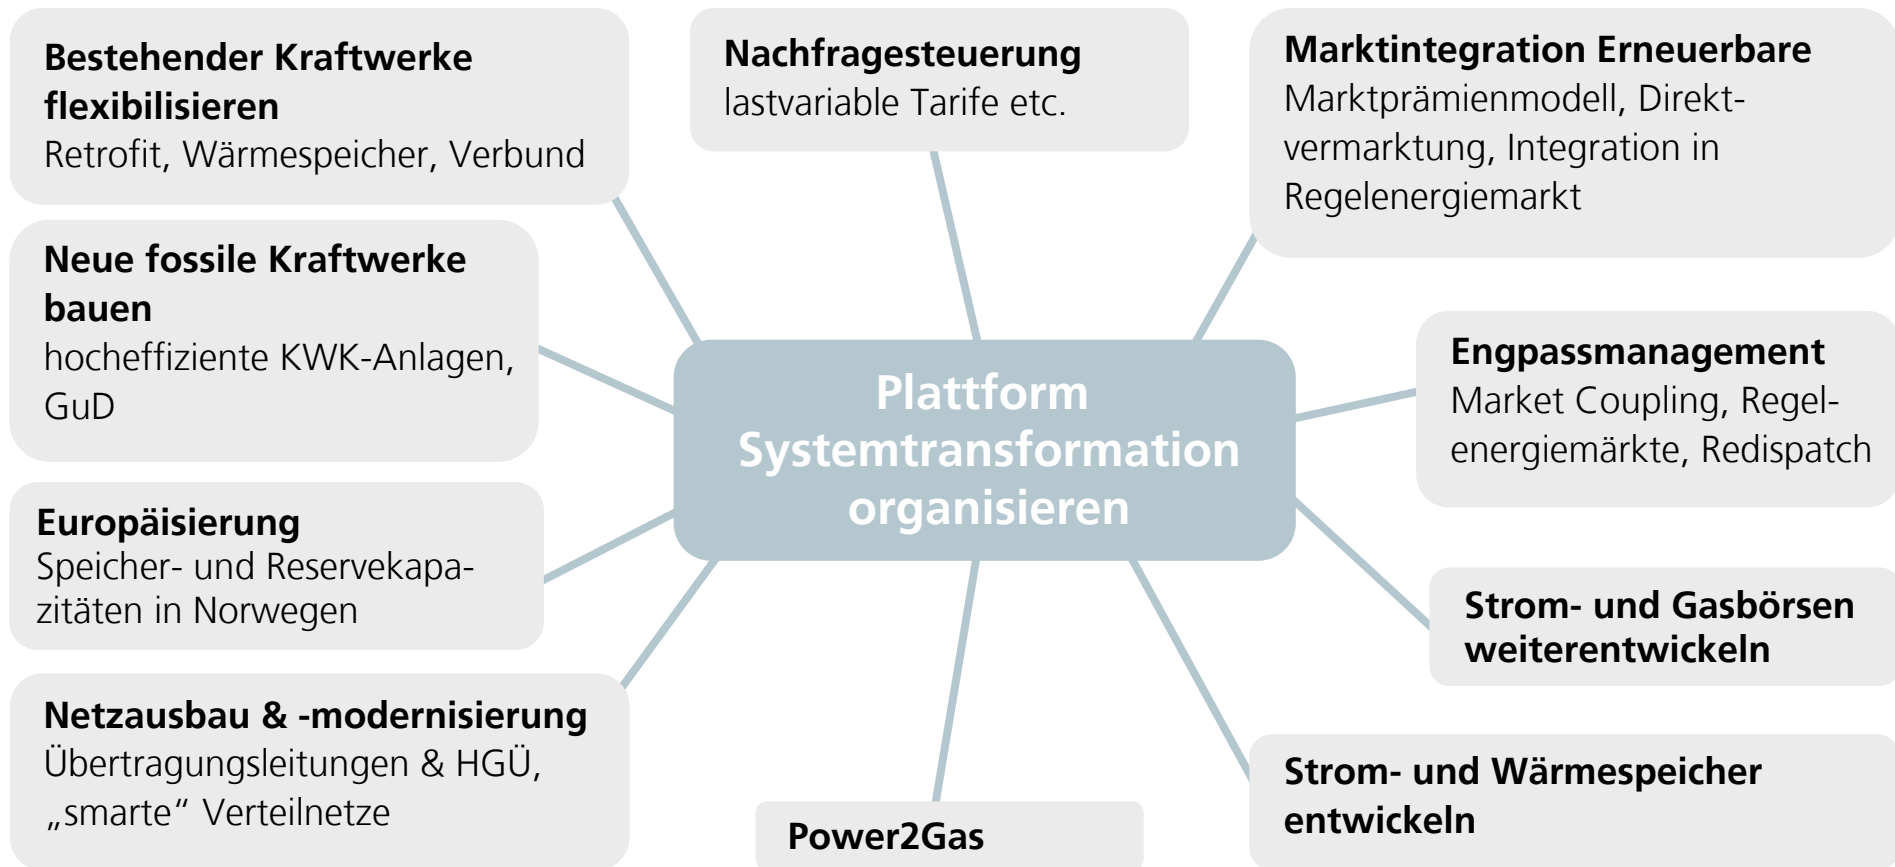 Bestehender Kraftwerke
flexibilisieren
Retrofit, Wärmespeicher, Verbund
Nachfragesteuerung
lastvariable Tarife etc.
Marktintegration Erneuerbare
Marktprämienmodell, Direkt-
vermarktung, Integration in
Regelenergiemarkt
Neue fossile Kraftwerke
bauen
hocheffiziente KWK-Anlagen,
GuD
Plattform
Systemtransformation
organisieren
Engpassmanagement
Market Coupling, Regel-
energiemärkte, Redispatch
Europäisierung
Speicher- und Reservekapa-
zitäten in Norwegen
Strom- und Gasbörsen
weiterentwickeln
Netzausbau & -modernisierung
Übertragungsleitungen & HGÜ,
„smarte“ Verteilnetze
Power2Gas
Strom- und Wärmespeicher
entwickeln